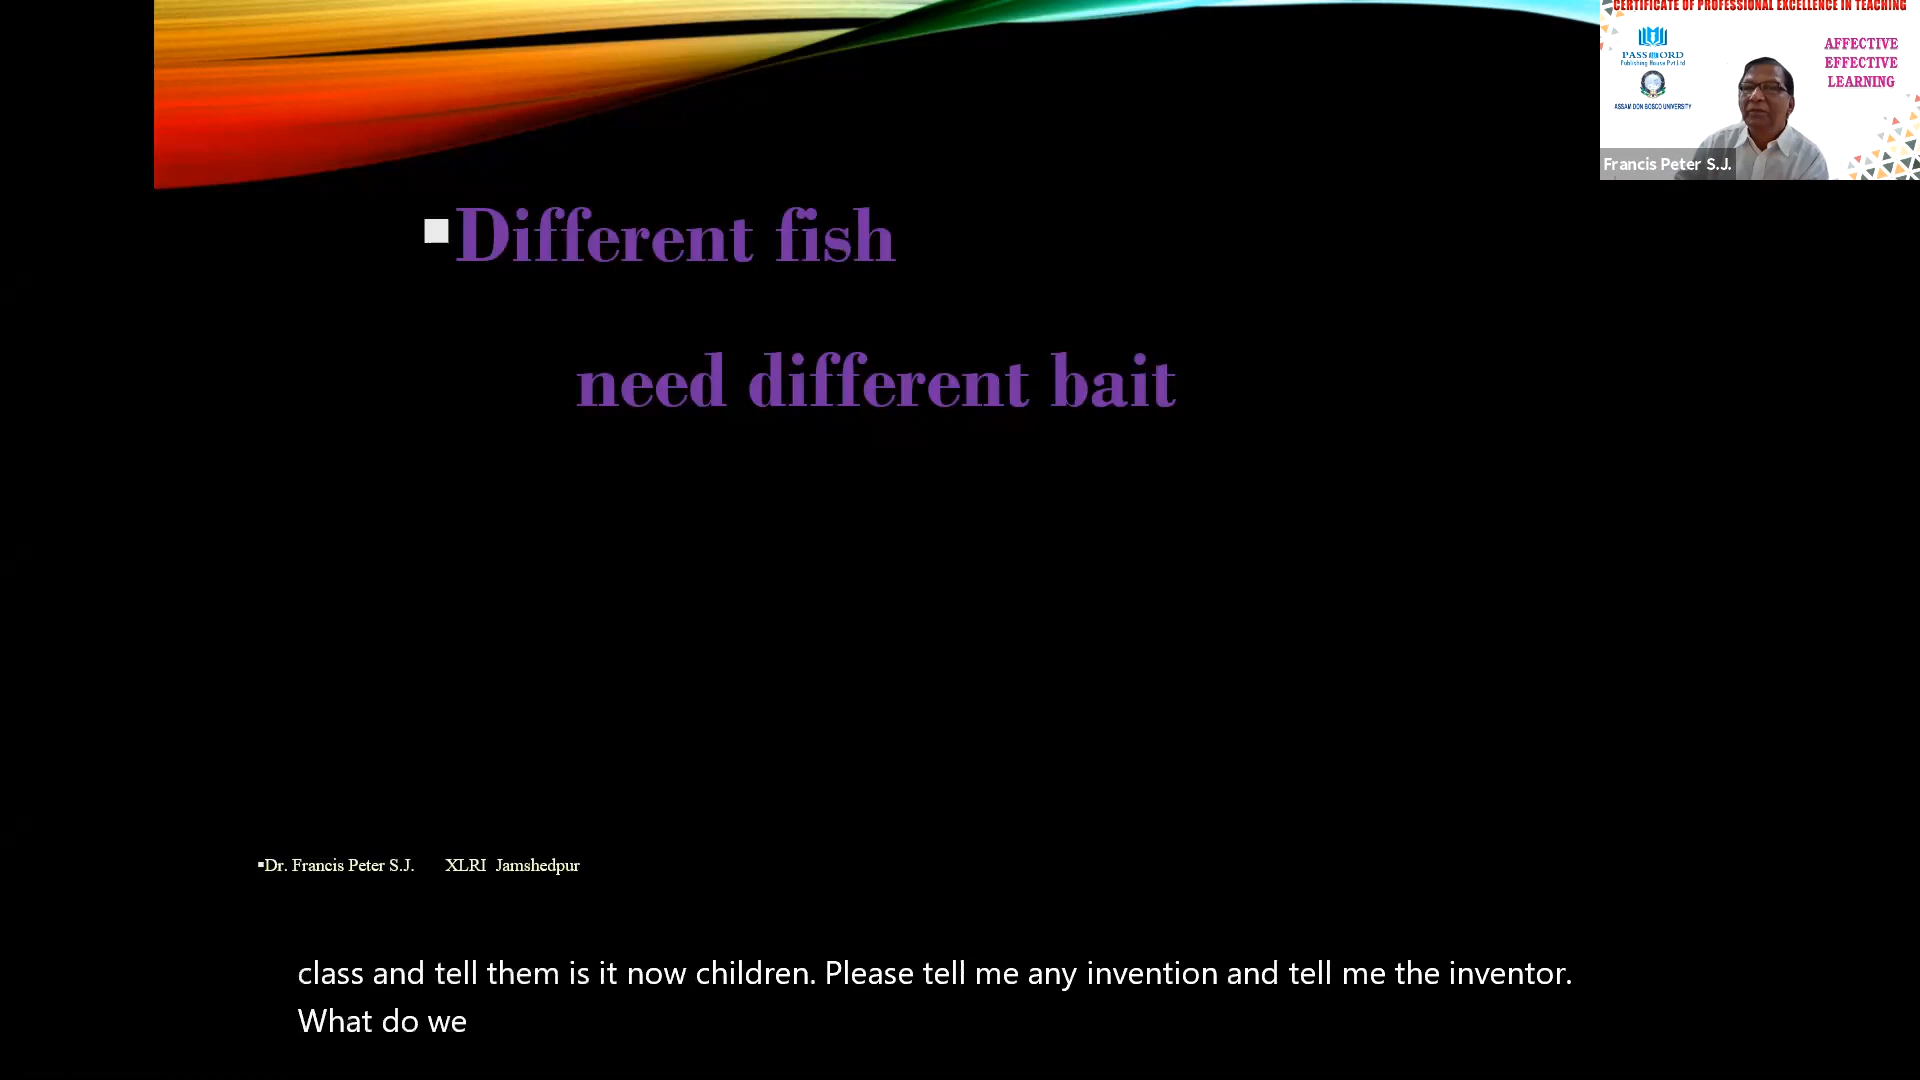 CERTIFICATE OF PROFESSIONAL EXCELLENCE IN TEACHING
PASSWORD
Publishing House Pvt Ltd
ASSAM DON BOSCO UNIVERSITY
AFFECTIVE
EFFECTIVE
LEARNING
Francis Peter S.J.
▪Different fish
need different bait
▪Dr. Francis Peter S.J. XLRI Jamshedpur
class and tell them is it now children. Please tell me any invention and tell me the inventor.
What do we